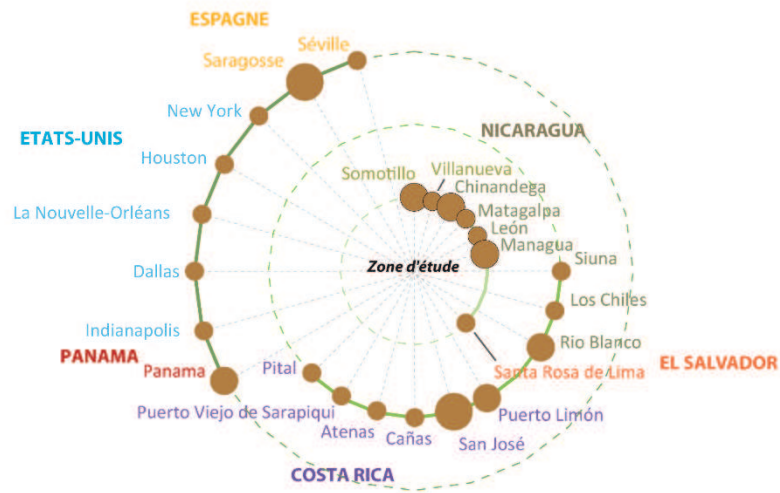 ESPAGNE
Séville
Saragosse
New York
ETATS-UNIS
NICARAGUA
Houston
Somotillo
Villanueva
Chinandega
La Nouvelle-Orléans
Matagalpa
León
Managua
Dallas
Zone d'étude
Siuna
Los Chiles
Indianapolis
Rio Blanco
PANAMA
Panama
Pital
Santa Rosa de Lima
EL SALVADOR
Puerto Viejo de Sarapiqui
Puerto Limón
Atenas
Cañas
San José
COSTA RICA